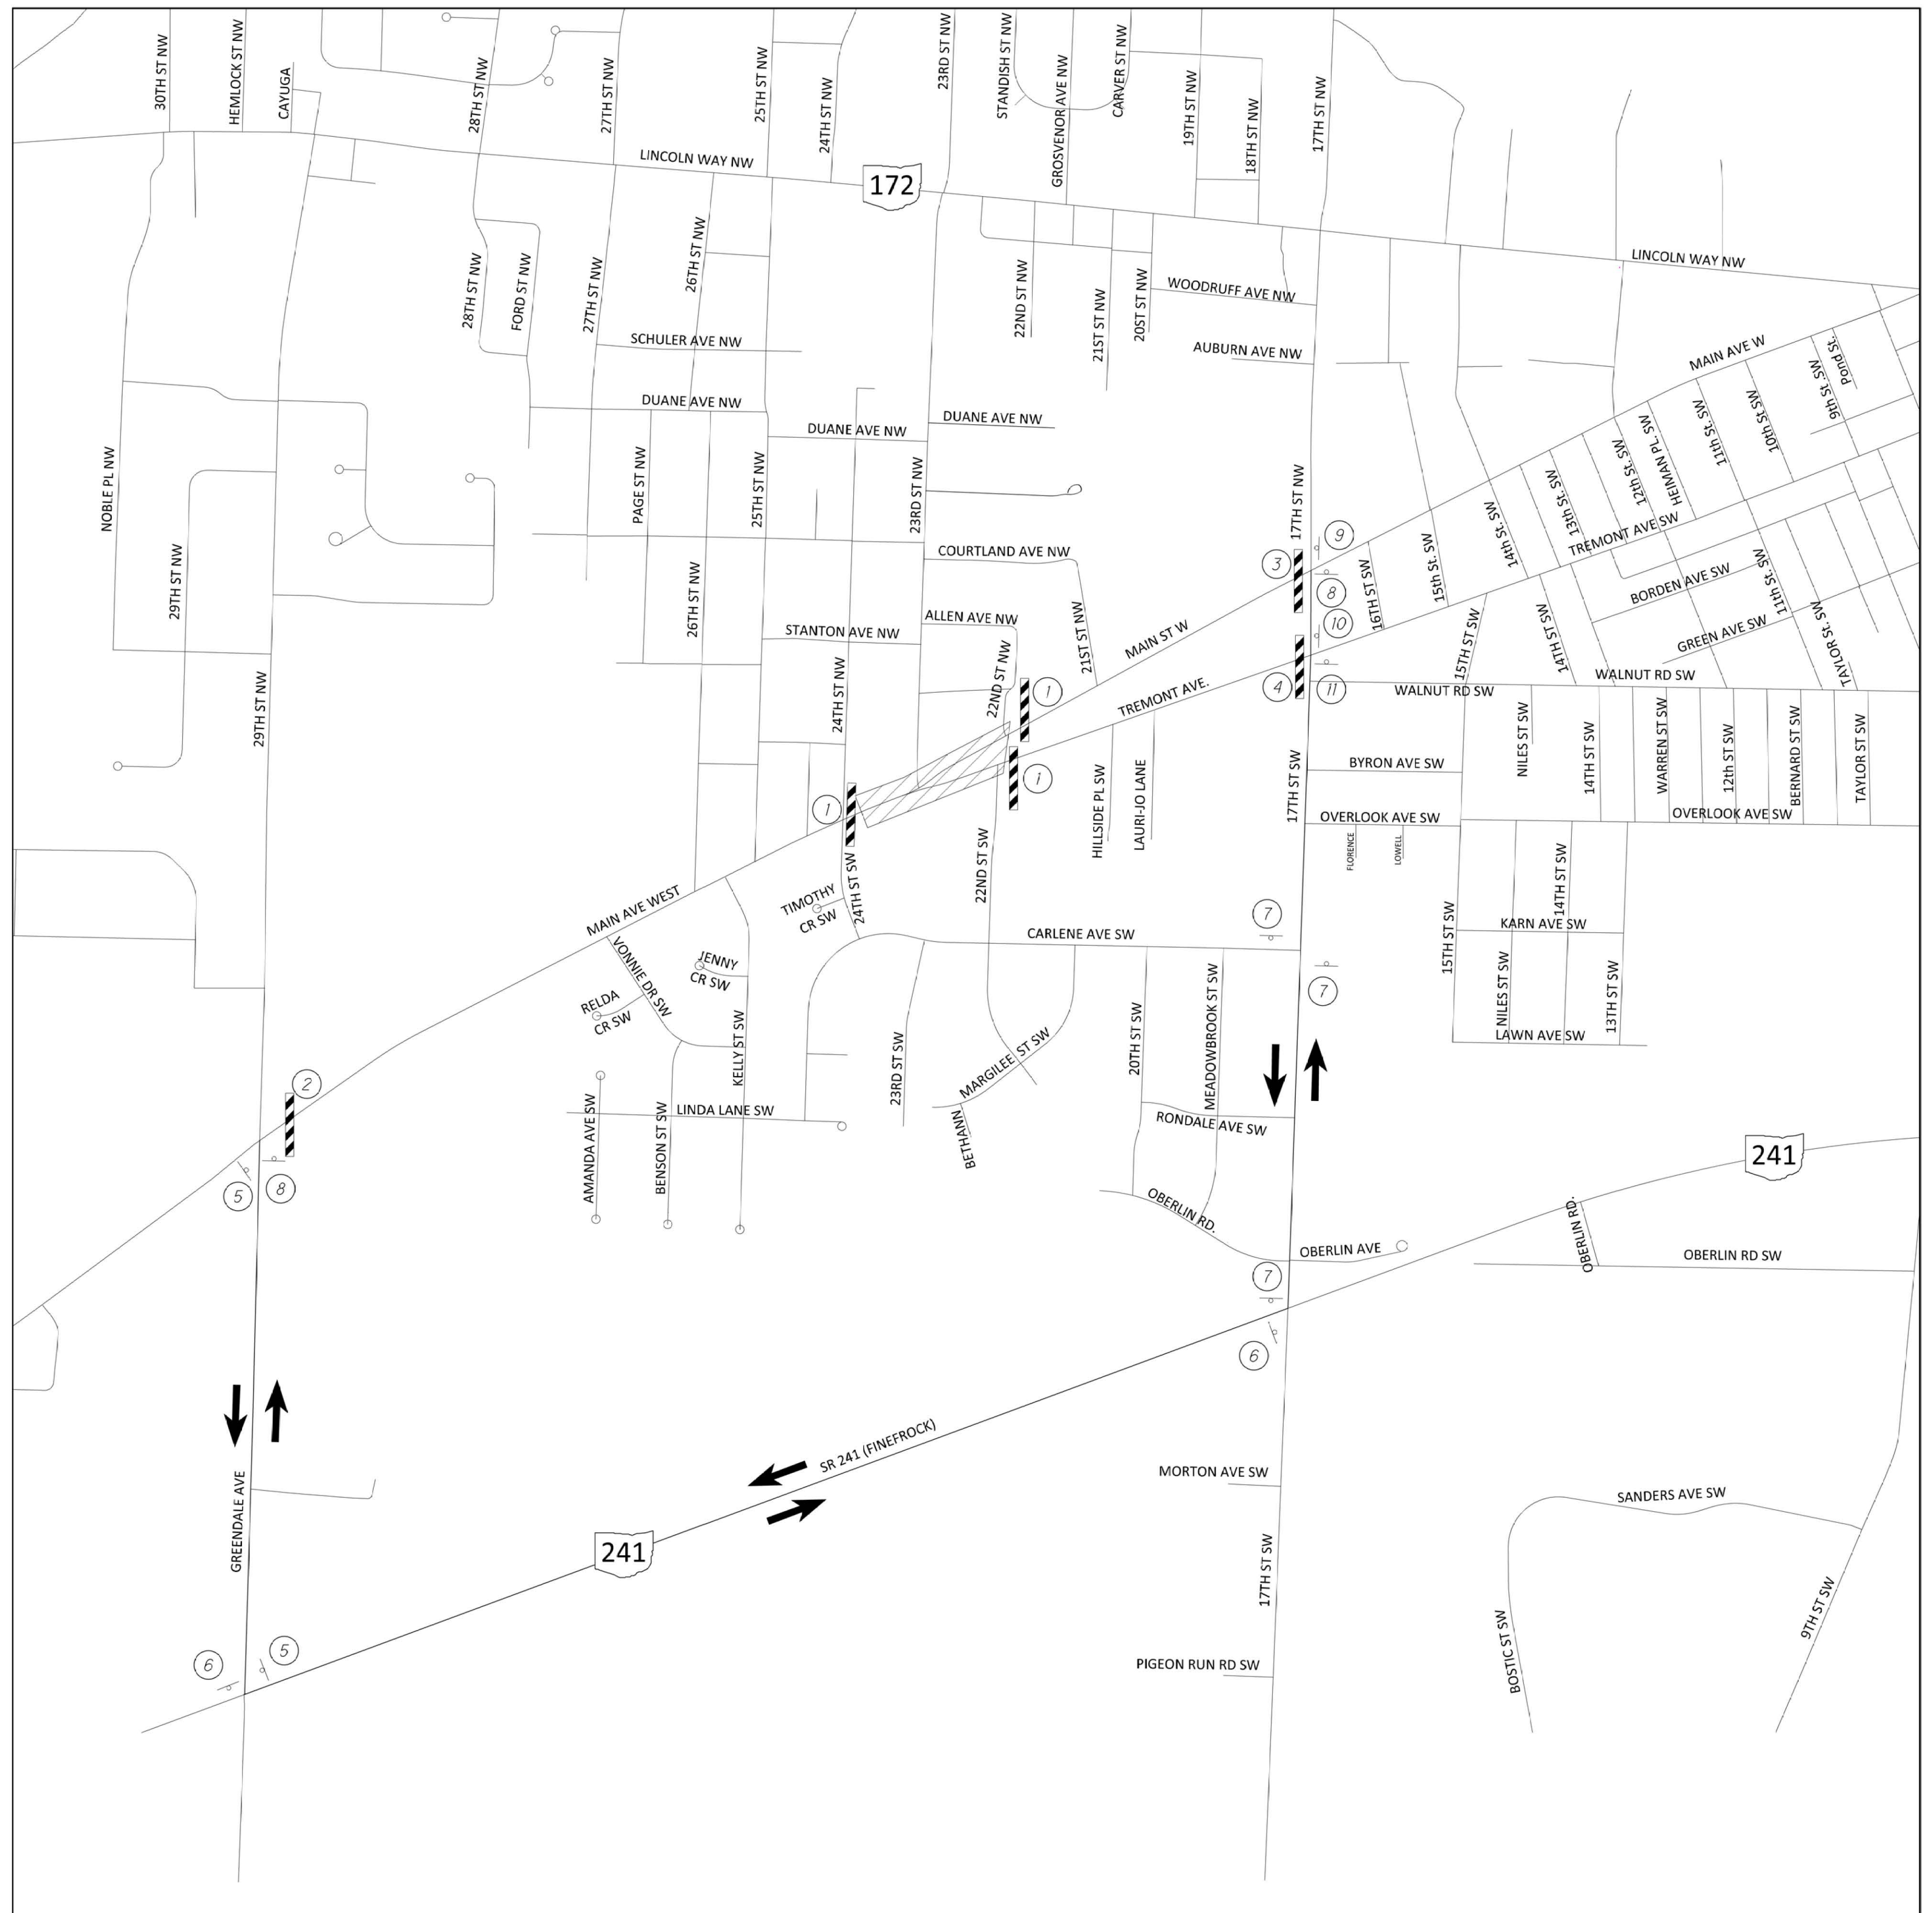 30TH ST NW
HEMLOCK ST NW
CAYUGA
28TH ST NW
27TH ST NW
25TH ST NW
24TH ST NW
23RD ST NW
STANDISH ST NW
GROSVENOR AVE NW
CARVER ST NW
19TH ST NW
18TH ST NW
17TH ST NW
LINCOLN WAY NW
172
LINCOLN WAY NW
28TH ST NW
FORD ST NW
27TH ST NW
26TH ST NW
22ND ST NW
21ST ST NW
20ST ST NW
WOODRUFF AVE NW
SCHULER AVE NW
AUBURN AVE NW
MAIN AVE W
Pond St.
9th St. SW
10th St. SW
11th St. SW
HEIMAN PL. SW
12th St. SW
13th St. SW
14th St. SW
DUANE AVE NW
DUANE AVE NW
DUANE AVE NW
NOBLE PL NW
PAGE ST NW
25TH ST NW
23RD ST NW
17TH ST NW
TREMONT AVE SW
29TH ST NW
26TH ST NW
COURTLAND AVE NW
3
9
8
10
16TH ST SW
15th St. SW
BORDEN AVE SW
11th St. SW
GREEN AVE SW
TAYLOR St. SW
ALLEN AVE NW
STANTON AVE NW
21ST ST NW
MAIN ST W
15TH ST SW
14TH ST SW
29TH ST NW
24TH ST NW
22ND ST NW
1
TREMONT AVE.
4
11
WALNUT RD SW
WALNUT RD SW
1
1
HILLSIDE PL SW
LAURI-JO LANE
17TH ST SW
BYRON AVE SW
NILES ST SW
14TH ST SW
WARREN ST SW
12th ST SW
BERNARD ST SW
TAYLOR ST SW
OVERLOOK AVE SW
OVERLOOK AVE SW
FLORENCE
LOWELL
MAIN AVE WEST
TIMOTHY
CR SW
24TH ST SW
22ND ST SW
7
CARLENE AVE SW
14TH ST SW
KARN AVE SW
15TH ST SW
VONNIE DR SW
JENNY
CR SW
RELDA
CR SW
7
NILES ST SW
13TH ST SW
LAWN AVE SW
KELLY ST SW
23RD ST SW
MARGILEE ST SW
20TH ST SW
MEADOWBROOK ST SW
2
LINDA LANE SW
AMANDA AVE SW
BENSON ST SW
BETHANN
RONDALE AVE SW
241
5
8
OBERLIN RD.
OBERLIN AVE
OBERLIN RD.
OBERLIN RD SW
7
6
SR 241 (FINEFROCK)
MORTON AVE SW
SANDERS AVE SW
GREENDALE AVE
241
17TH ST SW
9TH ST SW
BOSTIC ST SW
6
5
PIGEON RUN RD SW